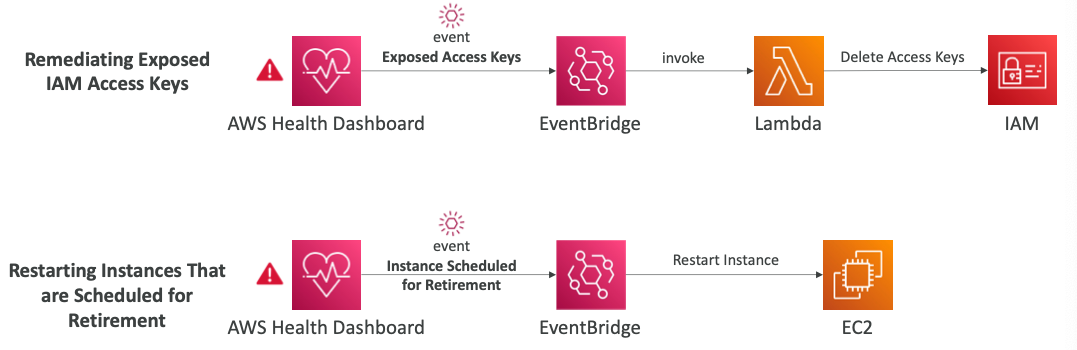 event
Remediating Exposed
IAM Access Keys
Exposed Access Keys
invoke
Delete Access Keys
AWS Health Dashboard
EventBridge
Lambda
IAM
event
Restarting Instances That
are Scheduled for
Retirement
Instance Scheduled
for Retirement
Restart Instance
AWS Health Dashboard
EventBridge
EC2